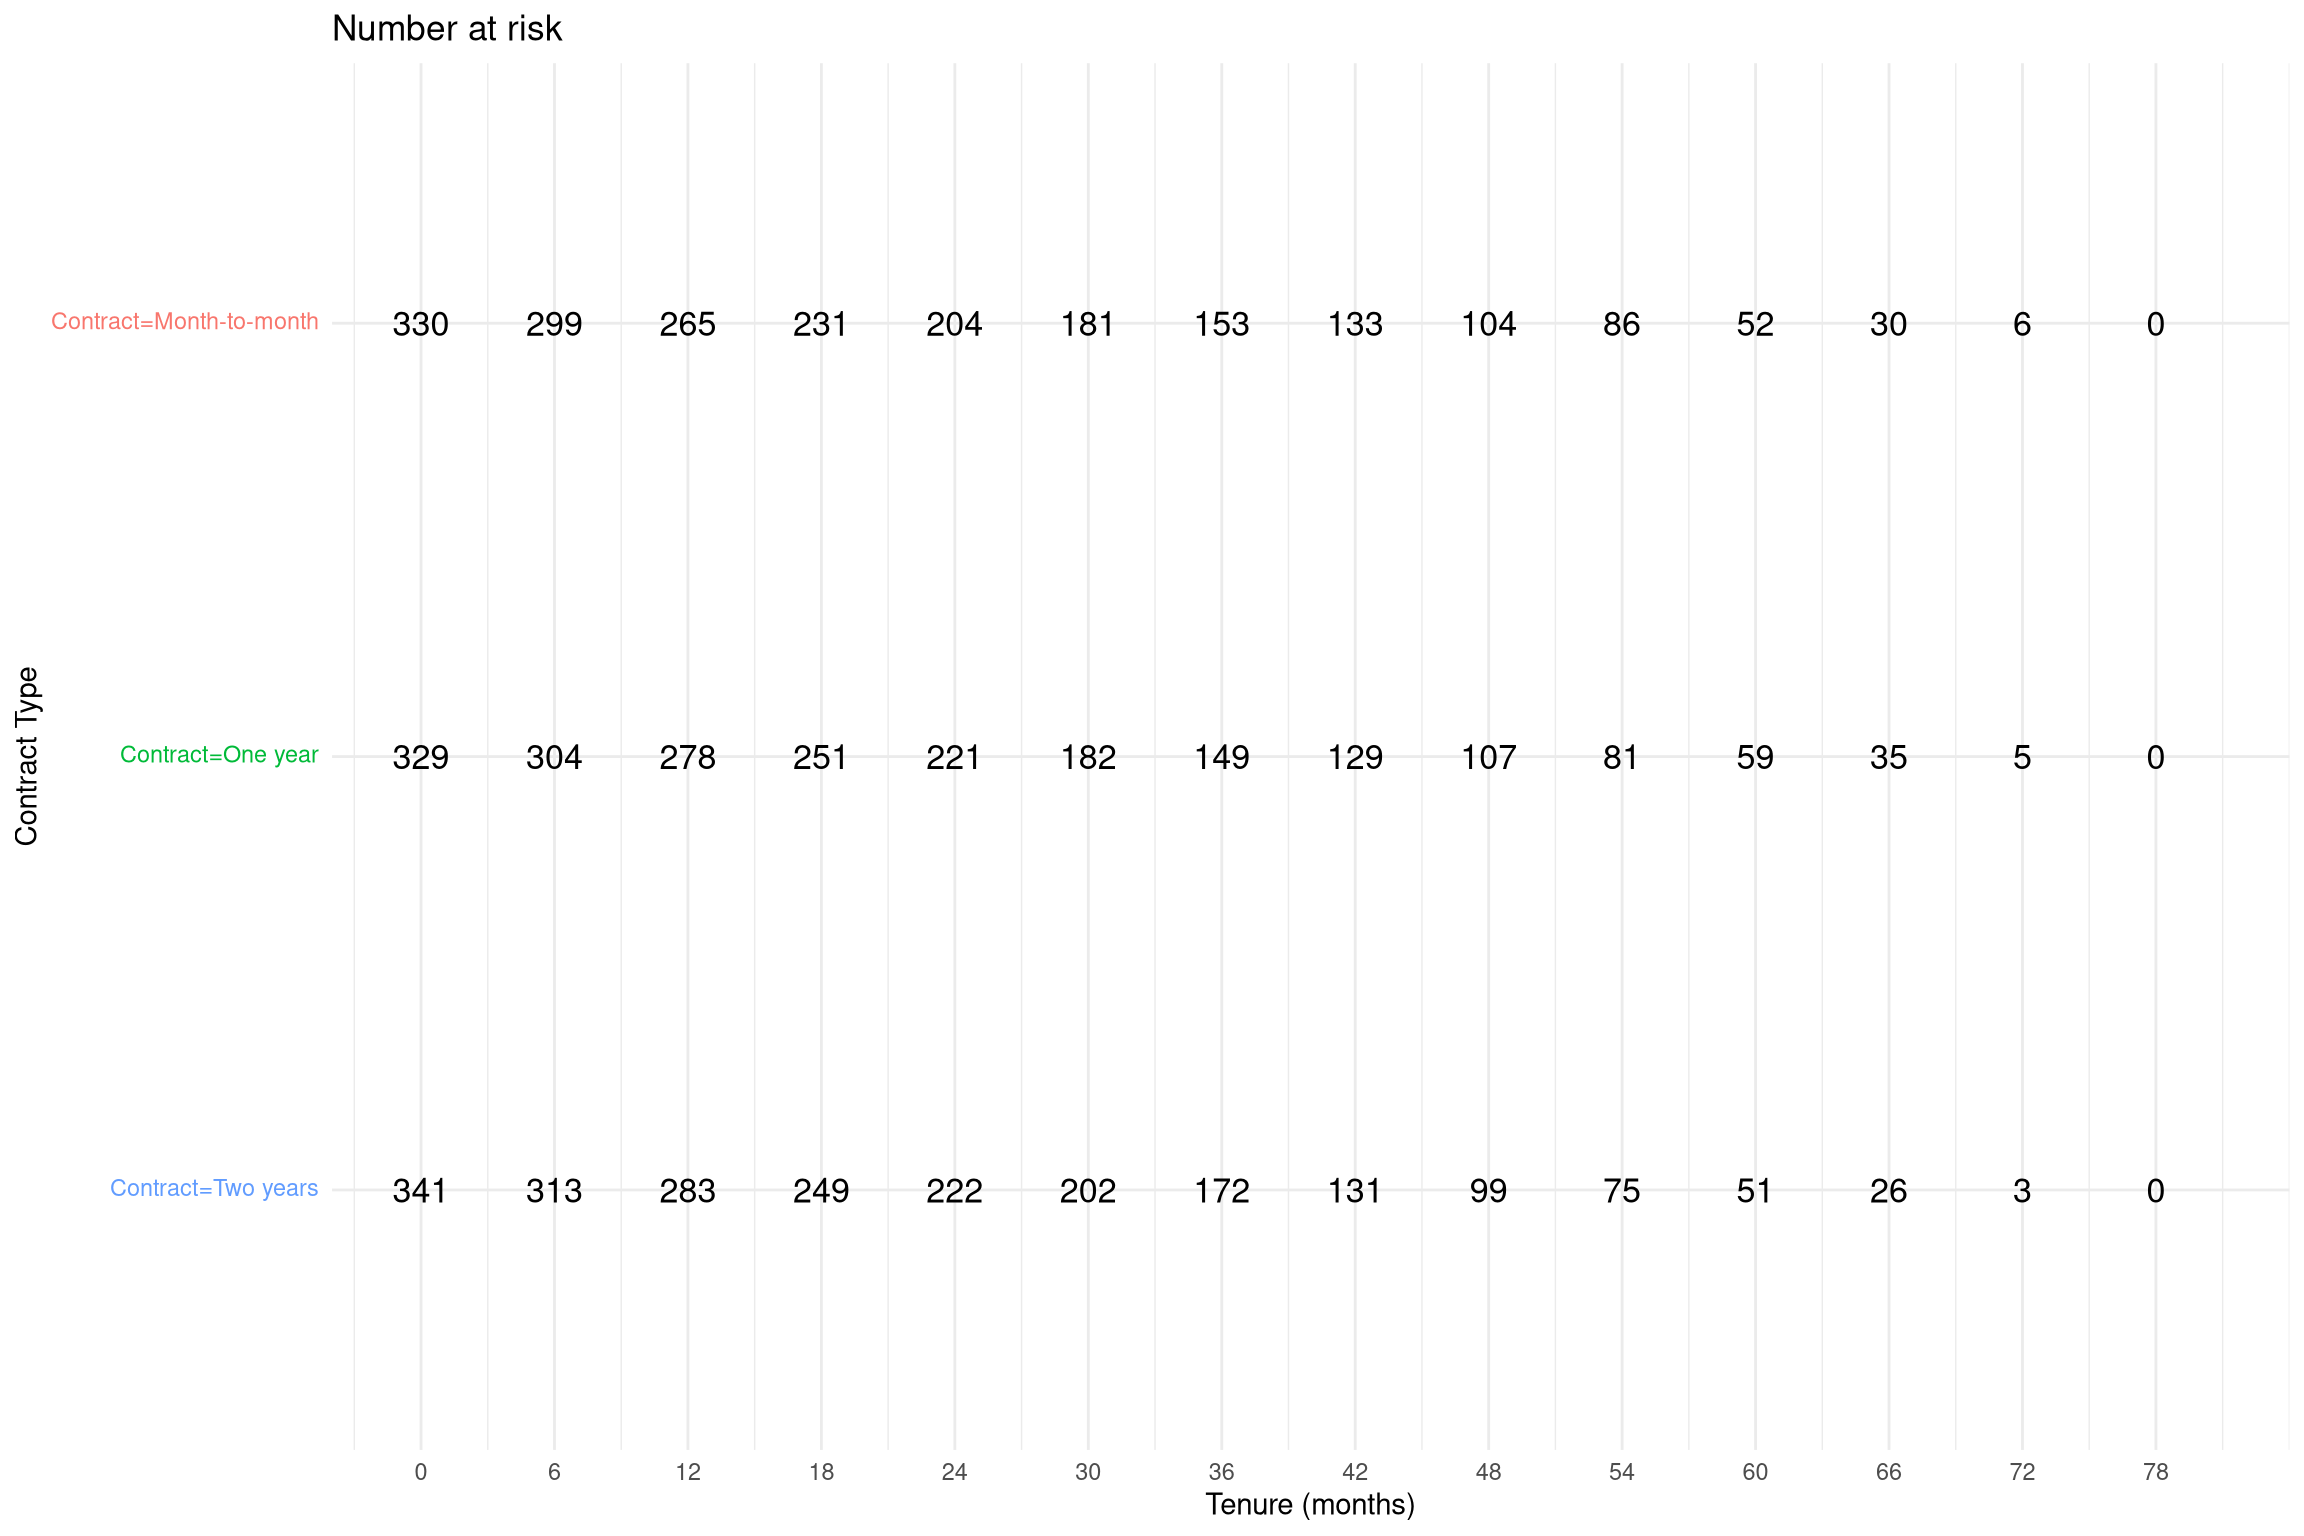 Number at risk
Contract=Month-to-month 330 299 265 231 204 181 153 133 104 86 52 30 6 0
Contract Type
Contract=One year 329 304 278 251 221 182 149 129 107 81 59 35 5 0
Contract=Two years 341 313 283 249 222 202 172 131 99 75 51 26 3 0
0 6 12 18 24 30 36 42 48 54 60 66 72 78
Tenure (months)